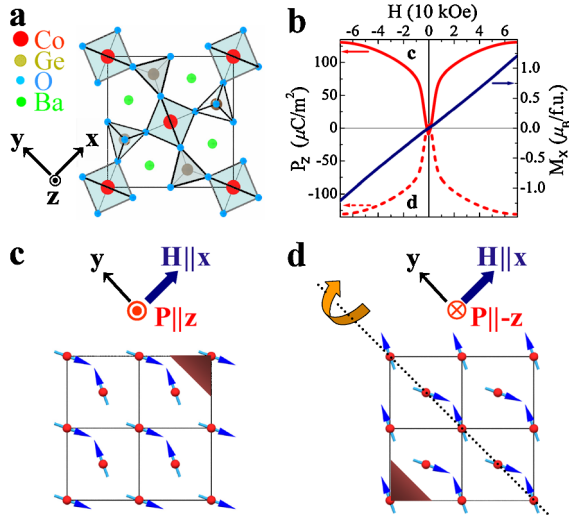 a
Co
Ge
O
Ba
y x
z
b
H (10 kOe)
-6 -4 -2 0 2 4 6
P_Z (μC/m²)
100
50
0
-50
-100
M_X (μ_B/f.u.)
1.0
0.5
0.0
-0.5
-1.0
c
d
c
y H||x
P||z
d
y H||x
P||-z